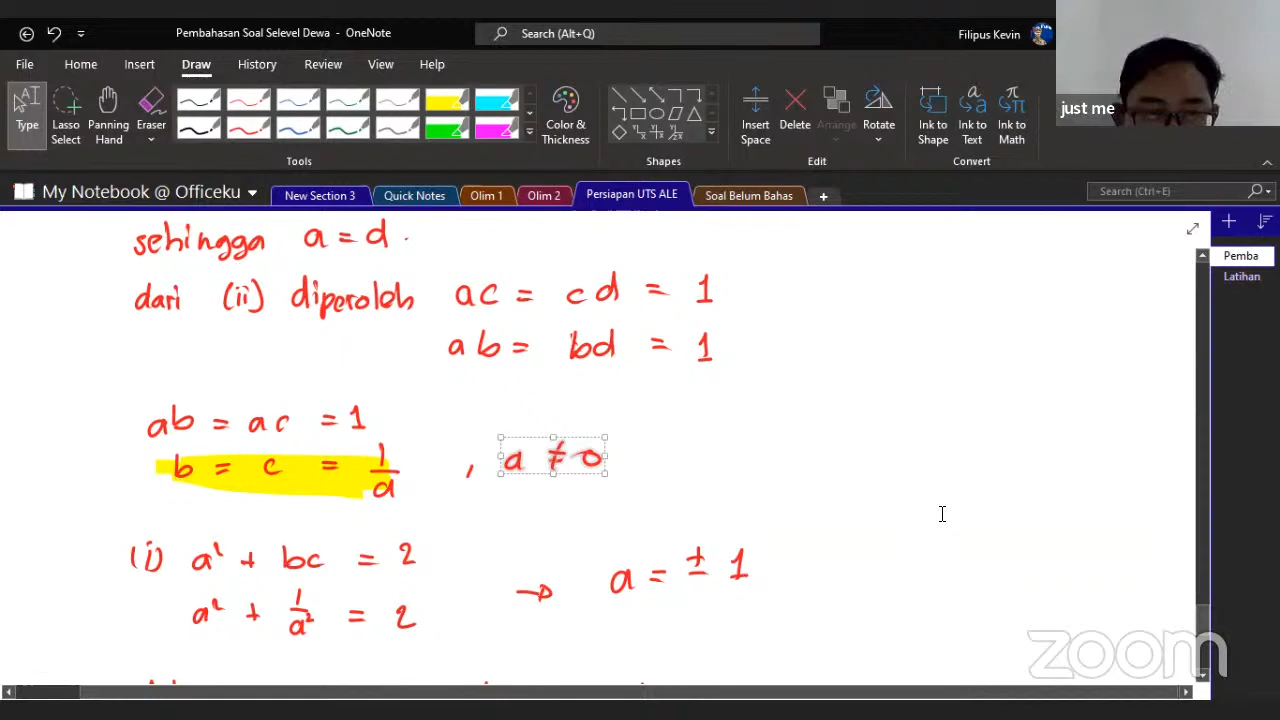 Pembahasan Soal Selevel Dewa - OneNote
Search (Alt+Q)
Filipus Kevin
File Home Insert Draw History Review View Help
just me
Type
Lasso Select
Panning Hand
Eraser
Color & Thickness
Insert Space
Delete
Arrange
Rotate
Ink to Shape
Ink to Text
Ink to Math
Tools
Shapes
Edit
Convert
My Notebook @ Officeku
New Section 3
Quick Notes
Olim 1
Olim 2
Persiapan UTS ALE
Soal Belum Bahas
Search (Ctrl+E)
Pemba
Latihan
sehingga a = d .
dari (ii) diperoleh ac = cd = 1
ab = bd = 1
ab = ac = 1
b = c = 1/a , a ≠ 0
(i) a² + bc = 2
a² + 1/a² = 2 → a = ± 1
zoom